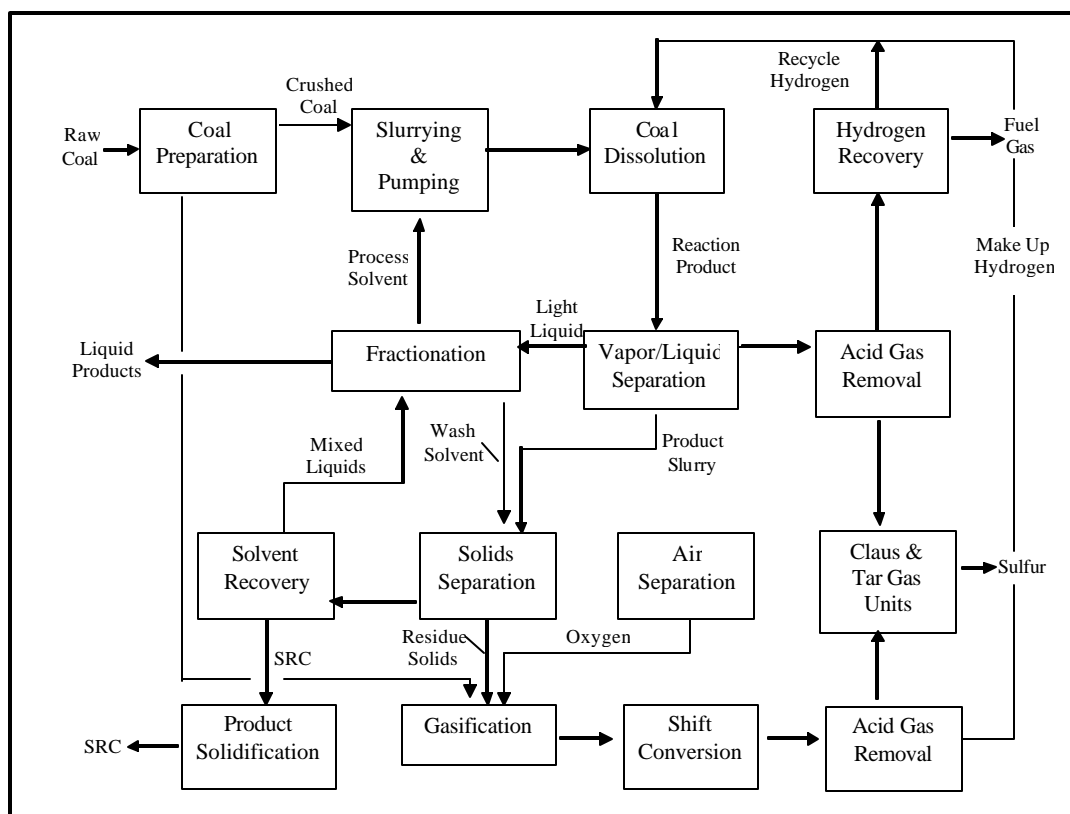 Recycle
Hydrogen
Crushed
Coal
Raw
Coal
Coal
Preparation
Slurrying
&
Pumping
Coal
Dissolution
Hydrogen
Recovery
Fuel
Gas
Process
Solvent
Reaction
Product
Make Up
Hydrogen
Light
Liquid
Liquid
Products
Fractionation
Vapor/Liquid
Separation
Acid Gas
Removal
Mixed
Liquids
Wash
Solvent
Product
Slurry
Solvent
Recovery
Solids
Separation
Air
Separation
Claus &
Tar Gas
Units
Sulfur
SRC
Residue
Solids
Oxygen
SRC
Product
Solidification
Gasification
Shift
Conversion
Acid Gas
Removal